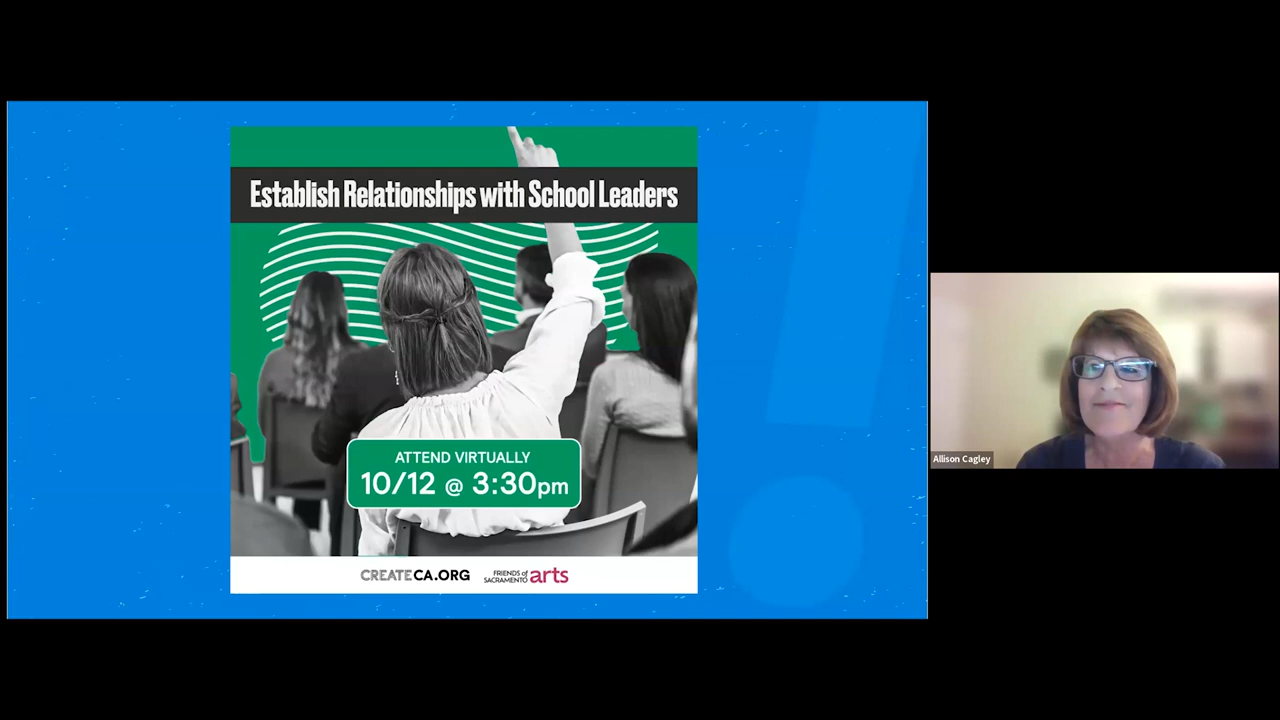 Establish Relationships with School Leaders
ATTEND VIRTUALLY
10/12 @ 3:30pm
CREATECA.ORG
FRIENDS of
SACRAMENTO arts
Allison Cagley